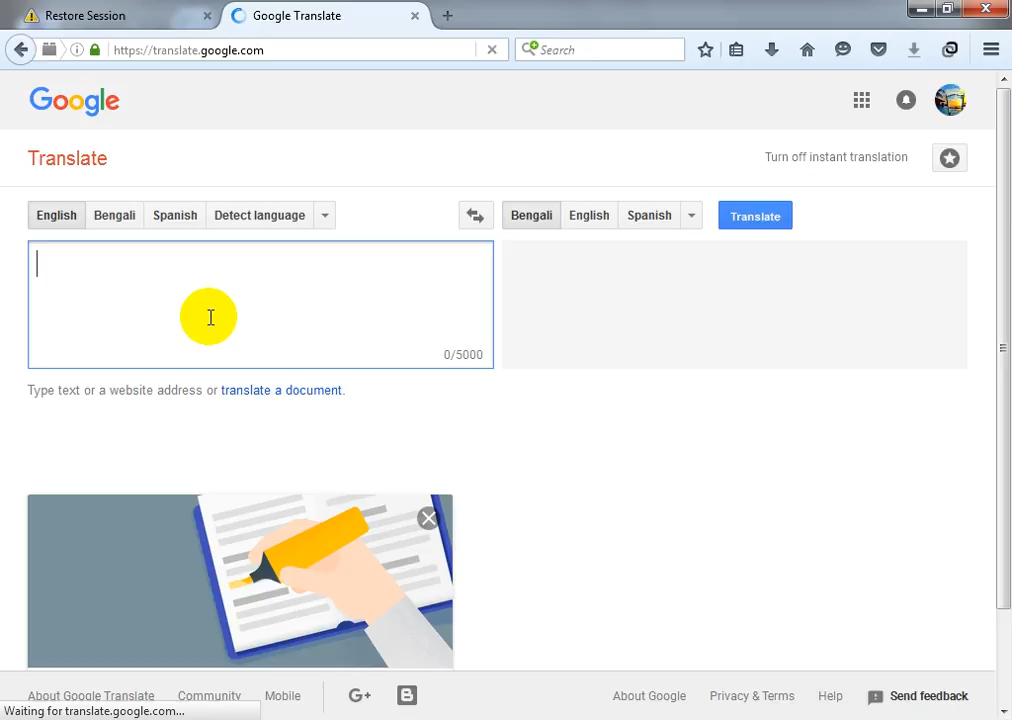 Restore Session
Google Translate
https://translate.google.com
Search
Google
Translate
Turn off instant translation
English Bengali Spanish Detect language
Bengali English Spanish
Translate
0/5000
Type text or a website address or translate a document.
About Google Translate Community Mobile G+ About Google Privacy & Terms Help Send feedback
Waiting for translate.google.com...